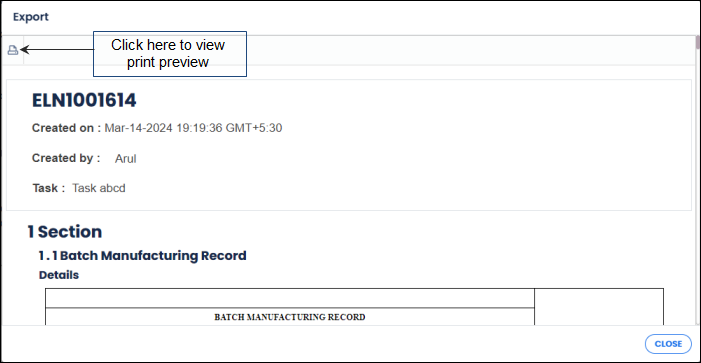 Export
Click here to view
print preview
ELN1001614
Created on : Mar-14-2024 19:19:36 GMT+5:30
Created by : Arul
Task : Task abcd
1 Section
1.1 Batch Manufacturing Record
Details
BATCH MANUFACTURING RECORD
CLOSE